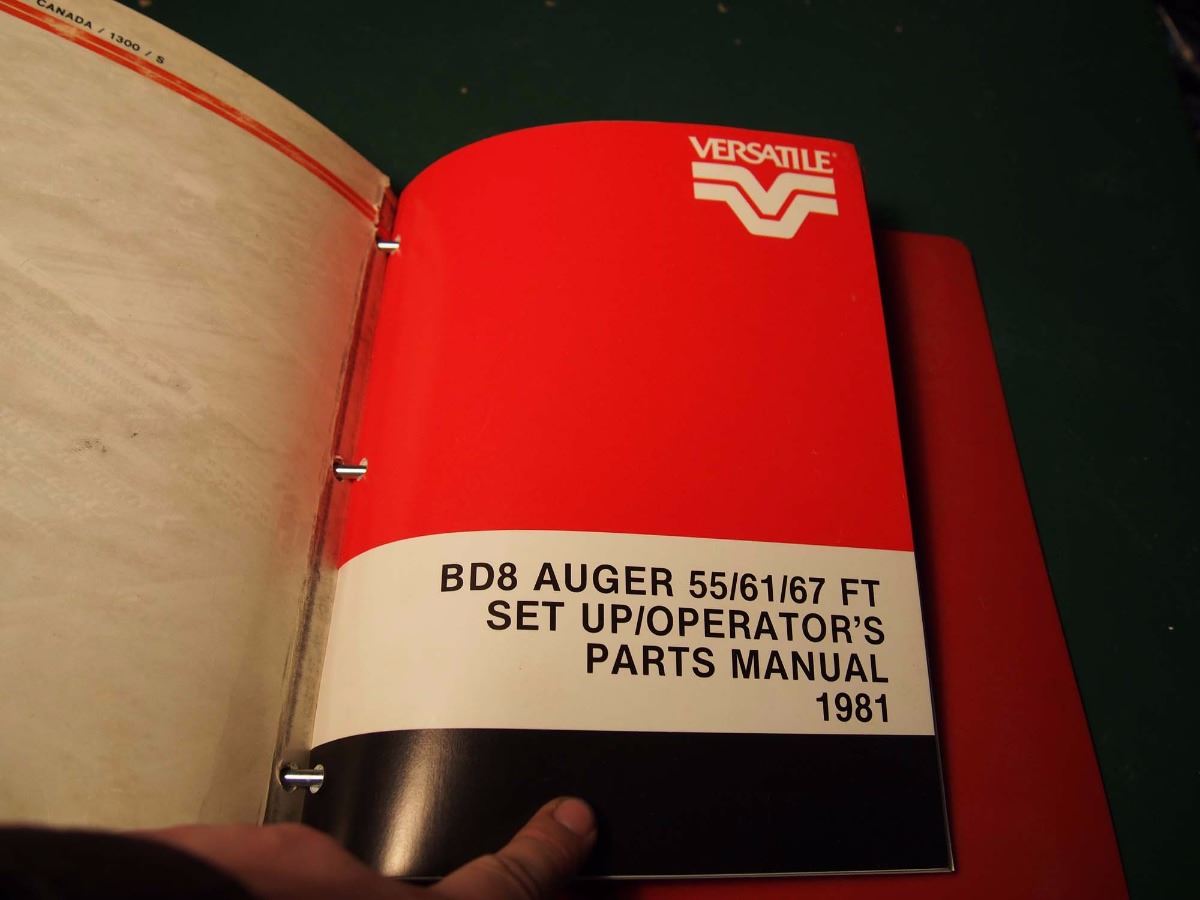 CANADA / 1300 / S
VERSATILE
BD8 AUGER 55/61/67 FT
SET UP/OPERATOR'S
PARTS MANUAL
1981